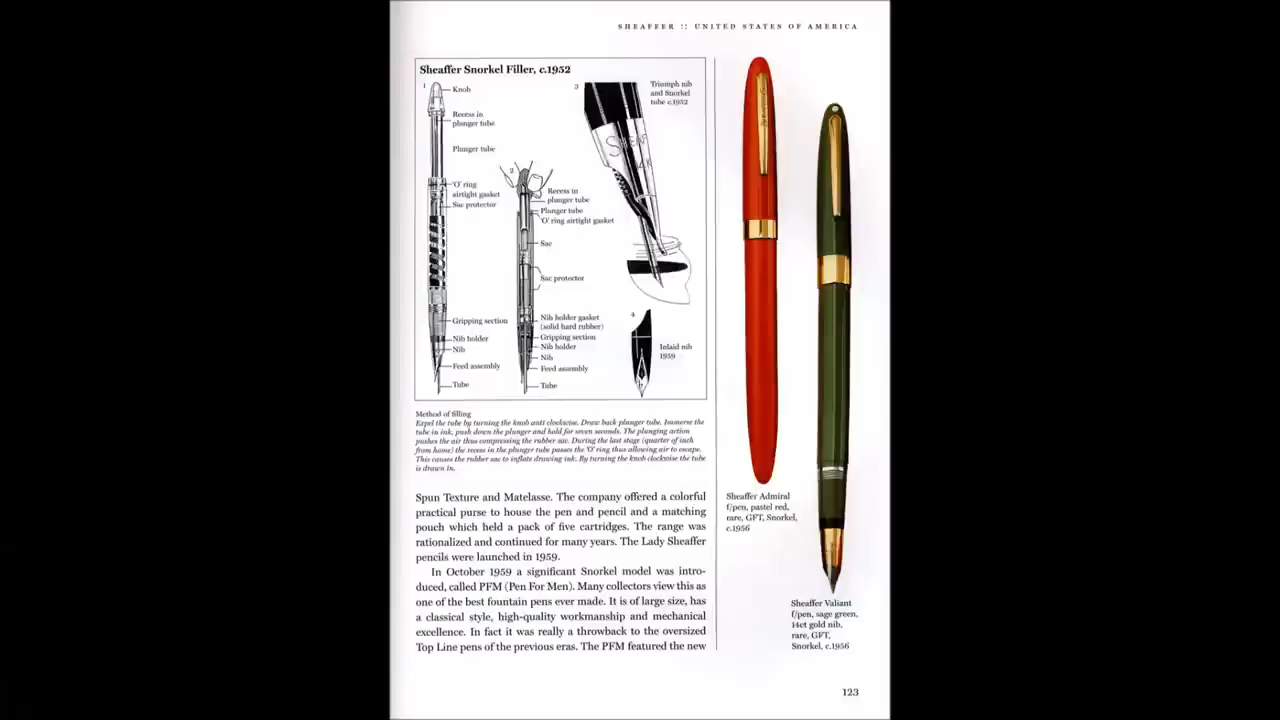 SHEAFFER :: UNITED STATES OF AMERICA
Sheaffer Snorkel Filler, c.1952
1
Knob
Recess in
plunger tube
Plunger tube
'O' ring
airtight gasket
Sac protector
Gripping section
Nib holder
Nib
Feed assembly
Tube
2
Recess in
plunger tube
Plunger tube
'O' ring airtight gasket
Sac
Sac protector
Nib holder gasket
(solid hard rubber)
Gripping section
Nib holder
Nib
Feed assembly
Tube
3
Triumph nib
and Snorkel
tube c.1952
SHEAF
14K
4
Inlaid nib
1959
Method of filling
Expel the tube by turning the knob anti clockwise. Draw back plunger tube. Immerse the
tube in ink, push down the plunger and hold for seven seconds. The plunging action
pushes the air thus compressing the rubber sac. During the last stage (quarter of inch
from home) the recess in the plunger tube passes the 'O' ring thus allowing air to escape.
This causes the rubber sac to inflate drawing ink. By turning the knob clockwise the tube
is drawn in.
Spun Texture and Matelasse. The company offered a colorful
practical purse to house the pen and pencil and a matching
pouch which held a pack of five cartridges. The range was
rationalized and continued for many years. The Lady Sheaffer
pencils were launched in 1959.
In October 1959 a significant Snorkel model was intro-
duced, called PFM (Pen For Men). Many collectors view this as
one of the best fountain pens ever made. It is of large size, has
a classical style, high-quality workmanship and mechanical
excellence. In fact it was really a throwback to the oversized
Top Line pens of the previous eras. The PFM featured the new
Sheaffer Admiral
f/pen, pastel red,
rare, GFT, Snorkel,
c.1956
Sheaffer Valiant
f/pen, sage green,
14ct gold nib,
rare, GFT,
Snorkel, c.1956
123